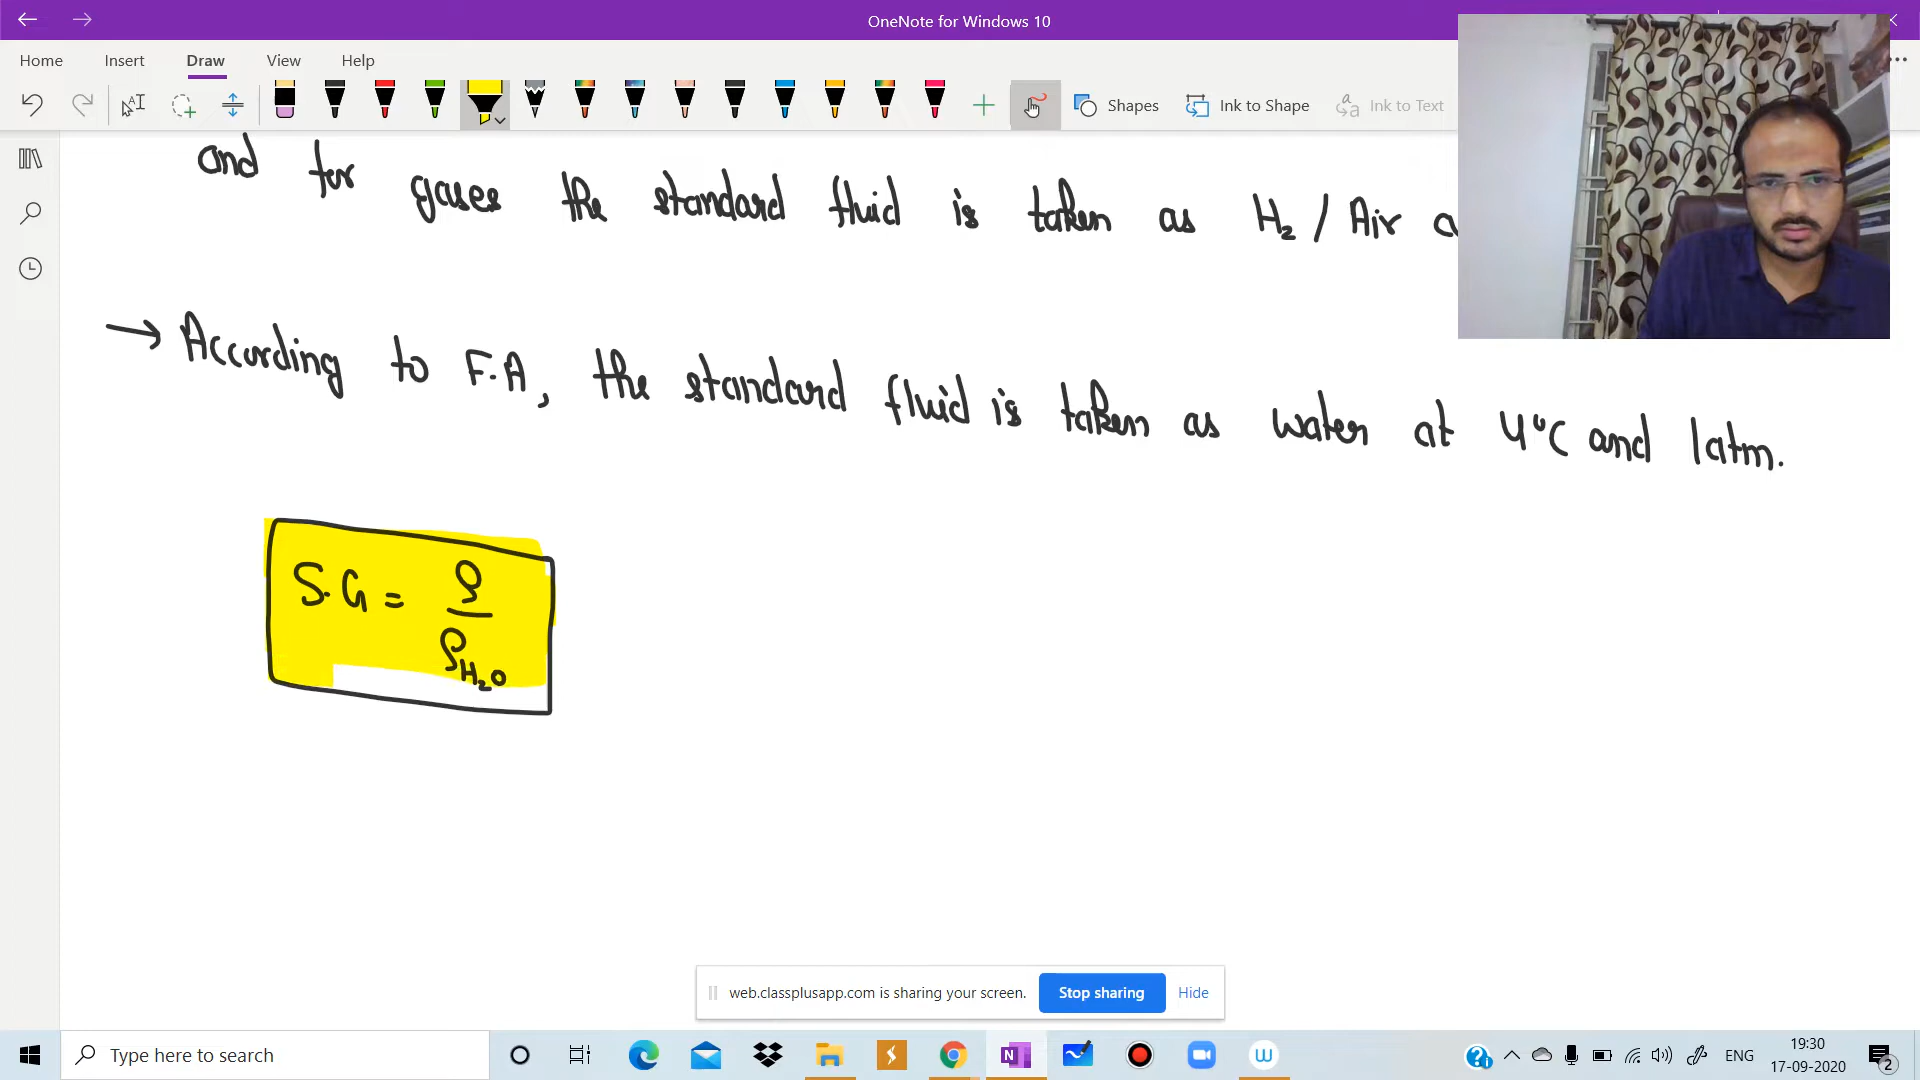 OneNote for Windows 10
Home Insert Draw View Help
Shapes Ink to Shape Ink to Text
and for gases the standard fluid is taken as H₂ / Air
→ According to F.A, the standard fluid is taken as water at 4°C and 1atm.
S.G = ρ
ρH₂O
web.classplusapp.com is sharing your screen. Stop sharing Hide
Type here to search
ENG
19:30
17-09-2020
2